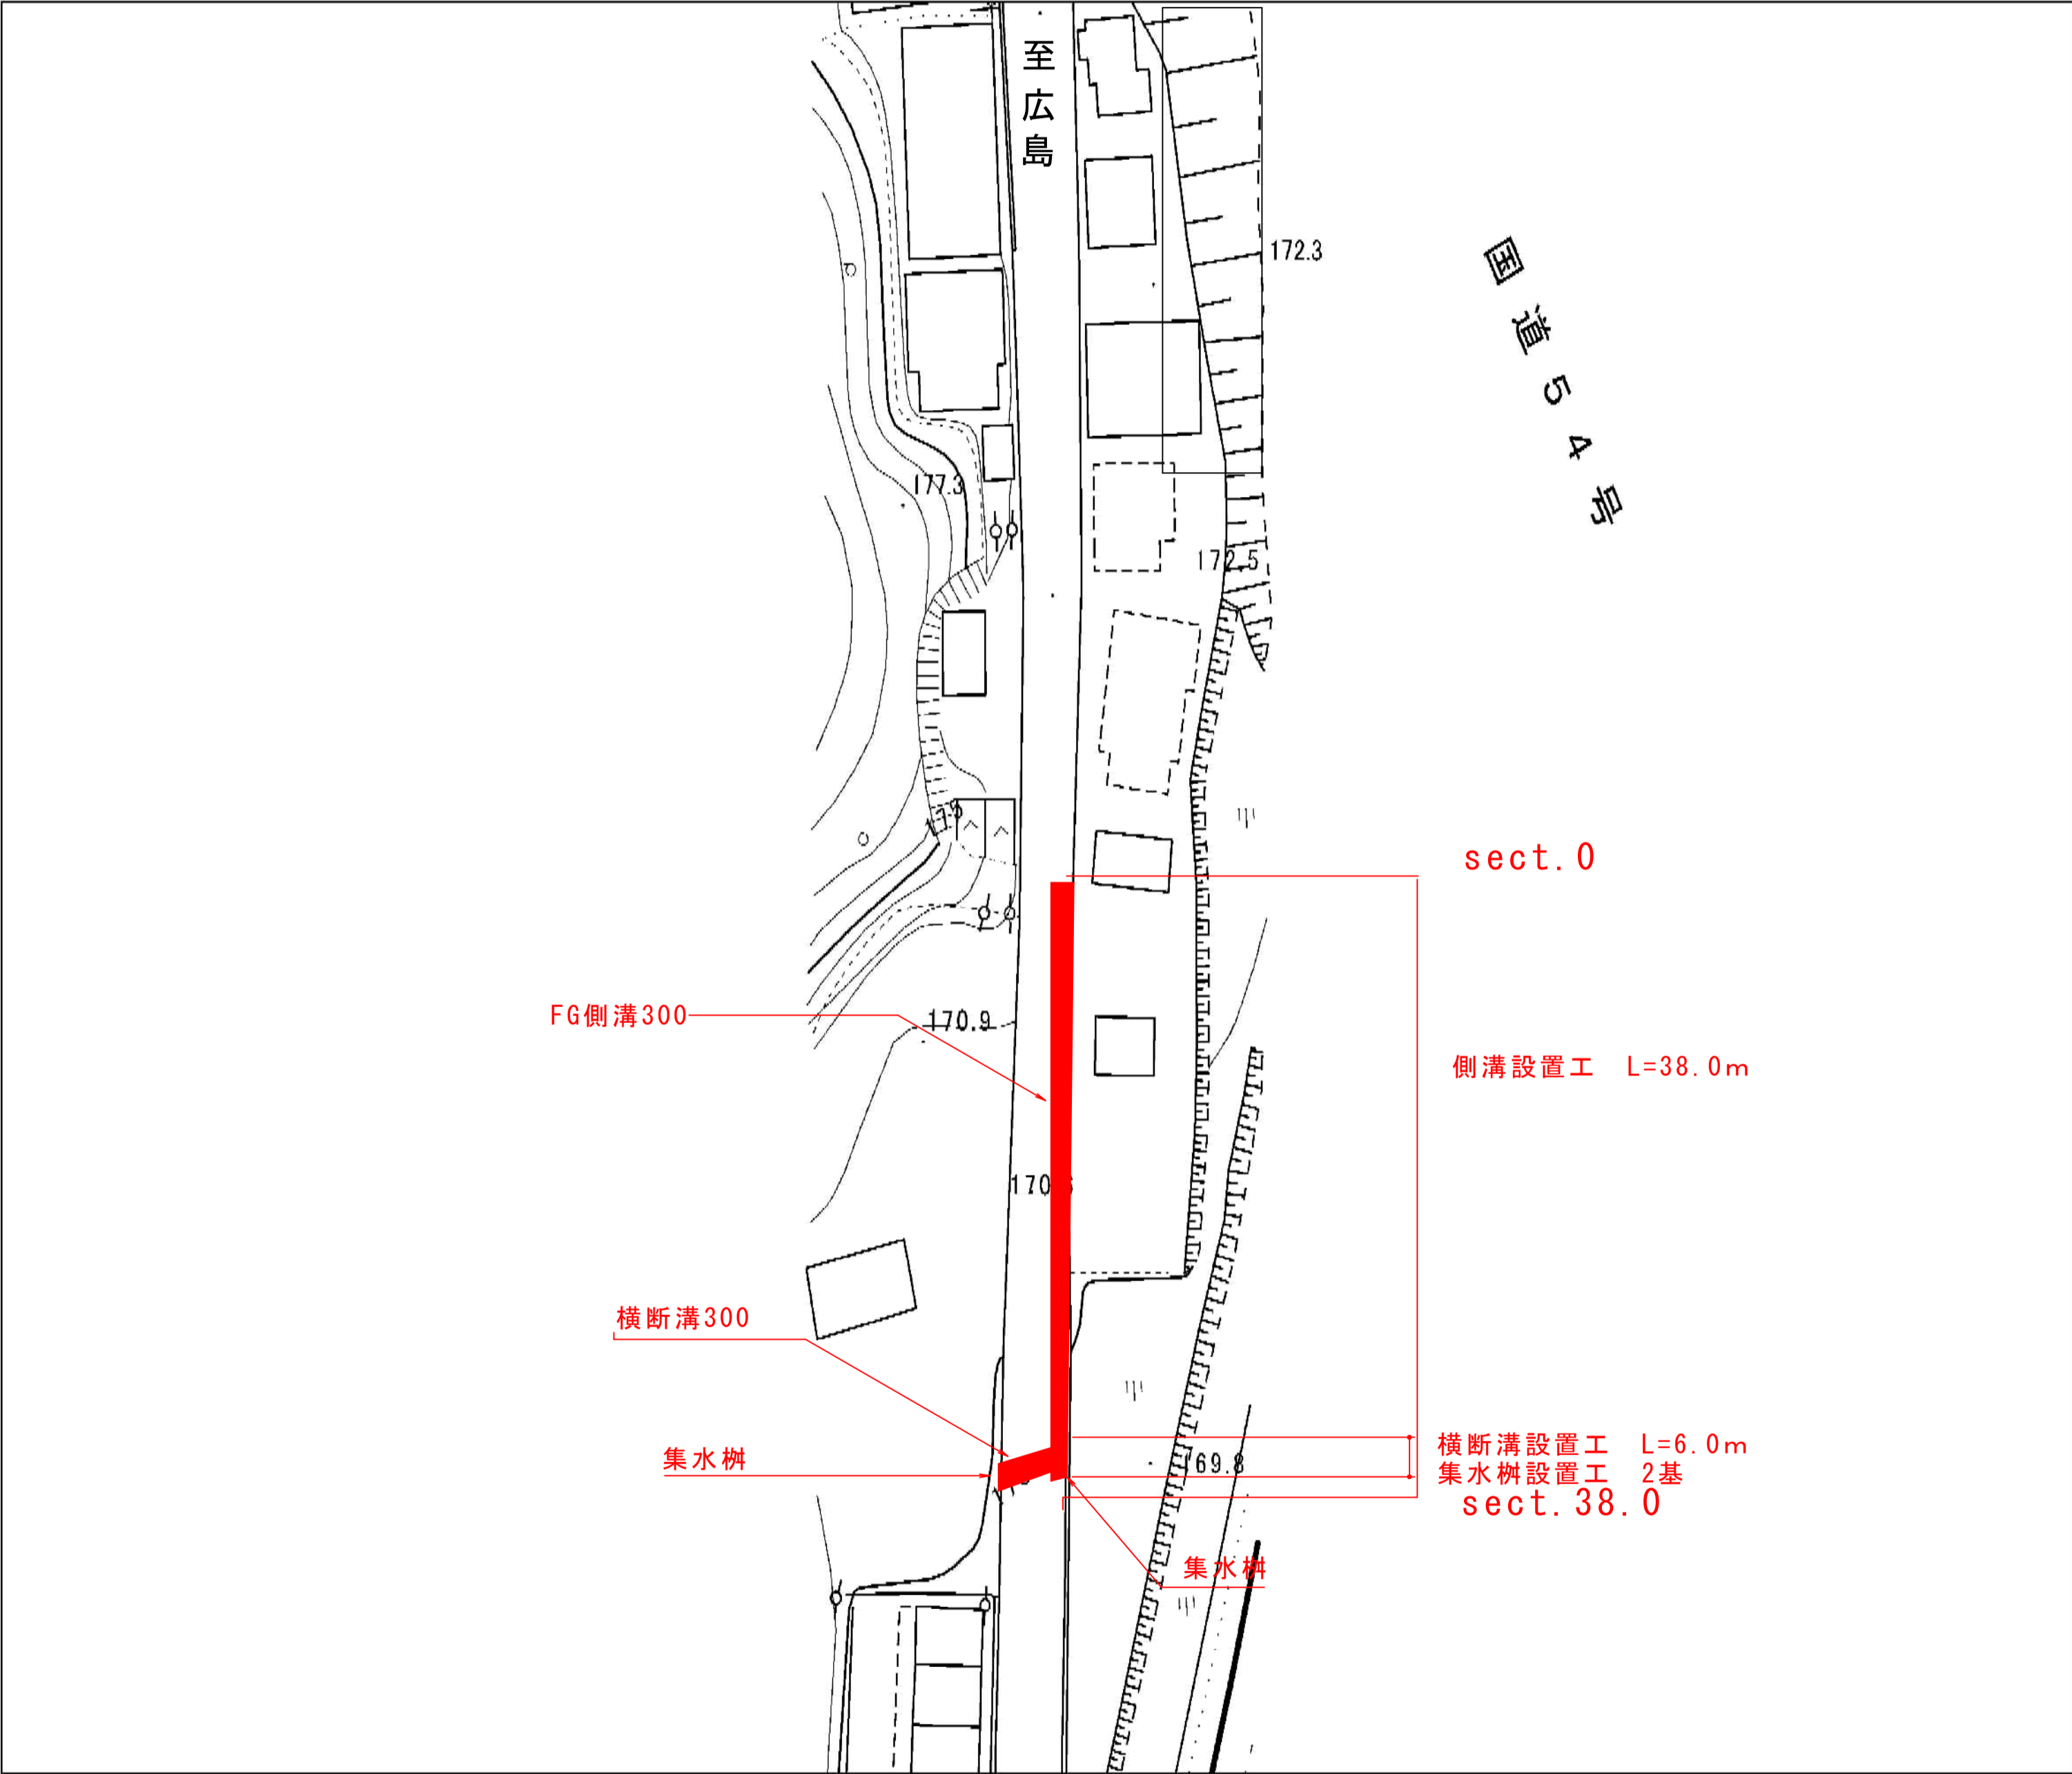 至広島
172.3
国道54号
177.3
172.5
sect.0
FG側溝300
170.9
側溝設置工 L=38.0m
横断溝300
集水桝
169.8
横断溝設置工 L=6.0m
集水桝設置工 2基
sect.38.0
集水桝